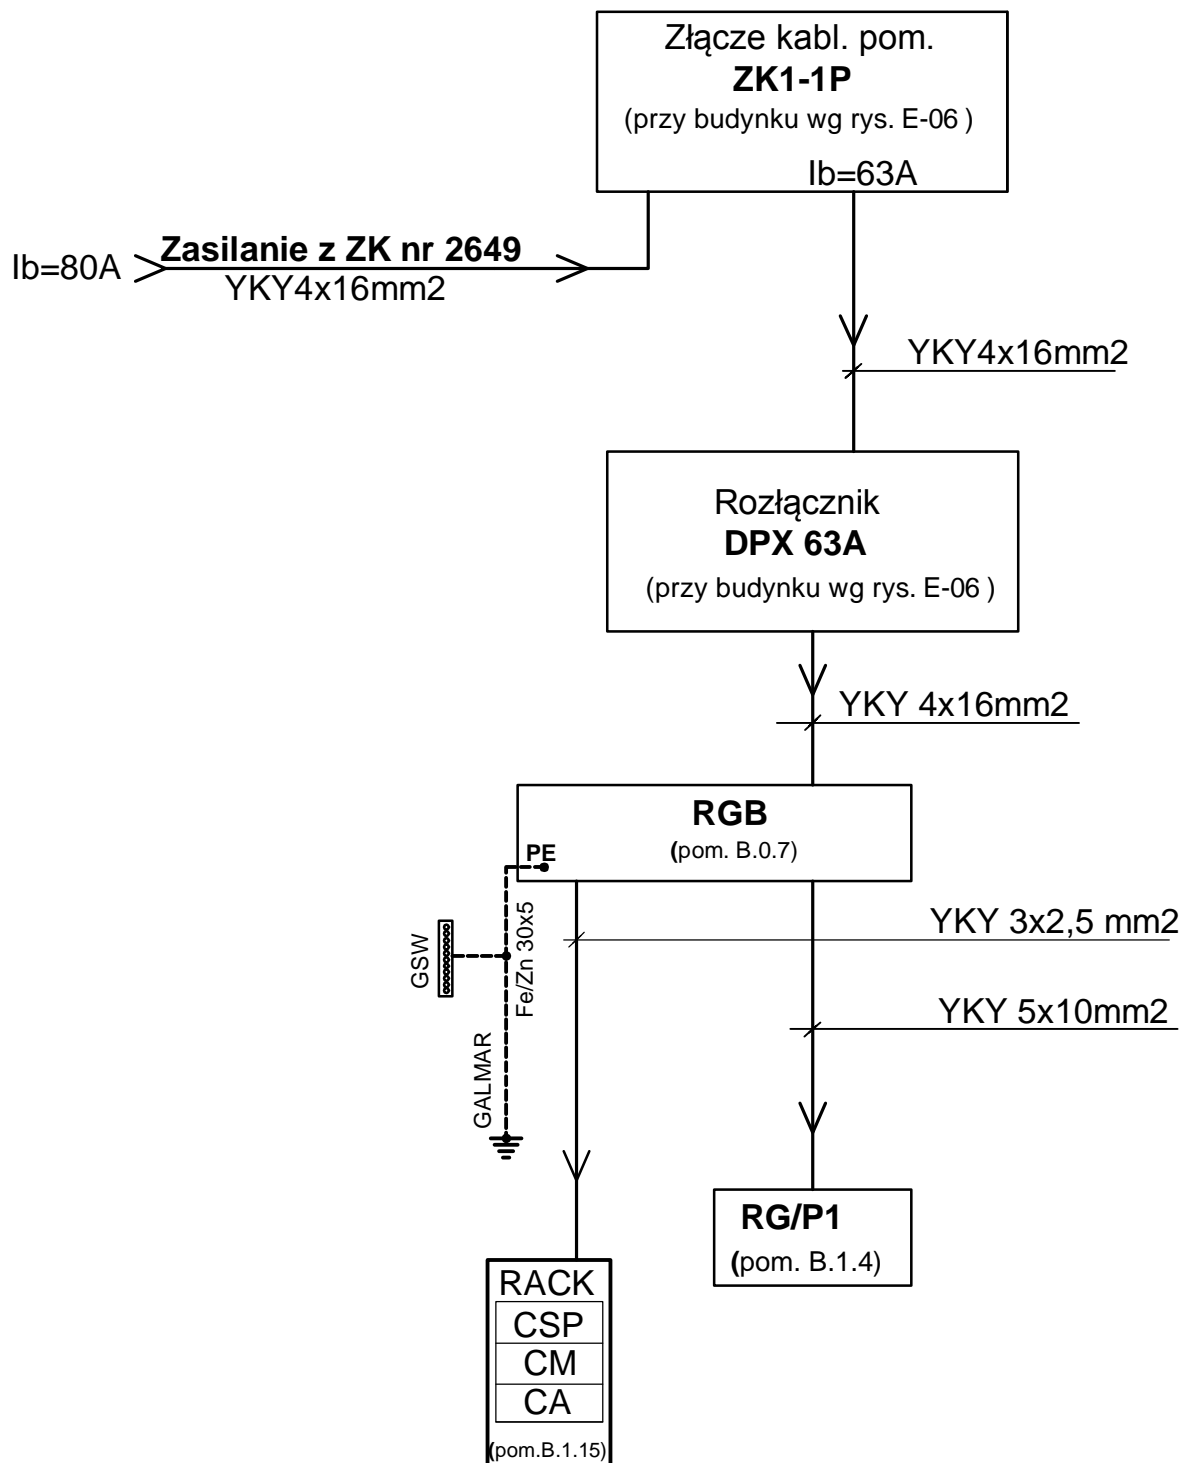 Złącze kabl. pom.
ZK1-1P
(przy budynku wg rys. E-06 )
Ib=63A
Ib=80A
Zasilanie z ZK nr 2649
YKY4x16mm2
YKY4x16mm2
Rozłącznik
DPX 63A
(przy budynku wg rys. E-06 )
YKY 4x16mm2
RGB
(pom. B.0.7)
PE
GSW
Fe/Zn 30x5
GALMAR
YKY 3x2,5 mm2
YKY 5x10mm2
RG/P1
(pom. B.1.4)
RACK
CSP
CM
CA
(pom.B.1.15)